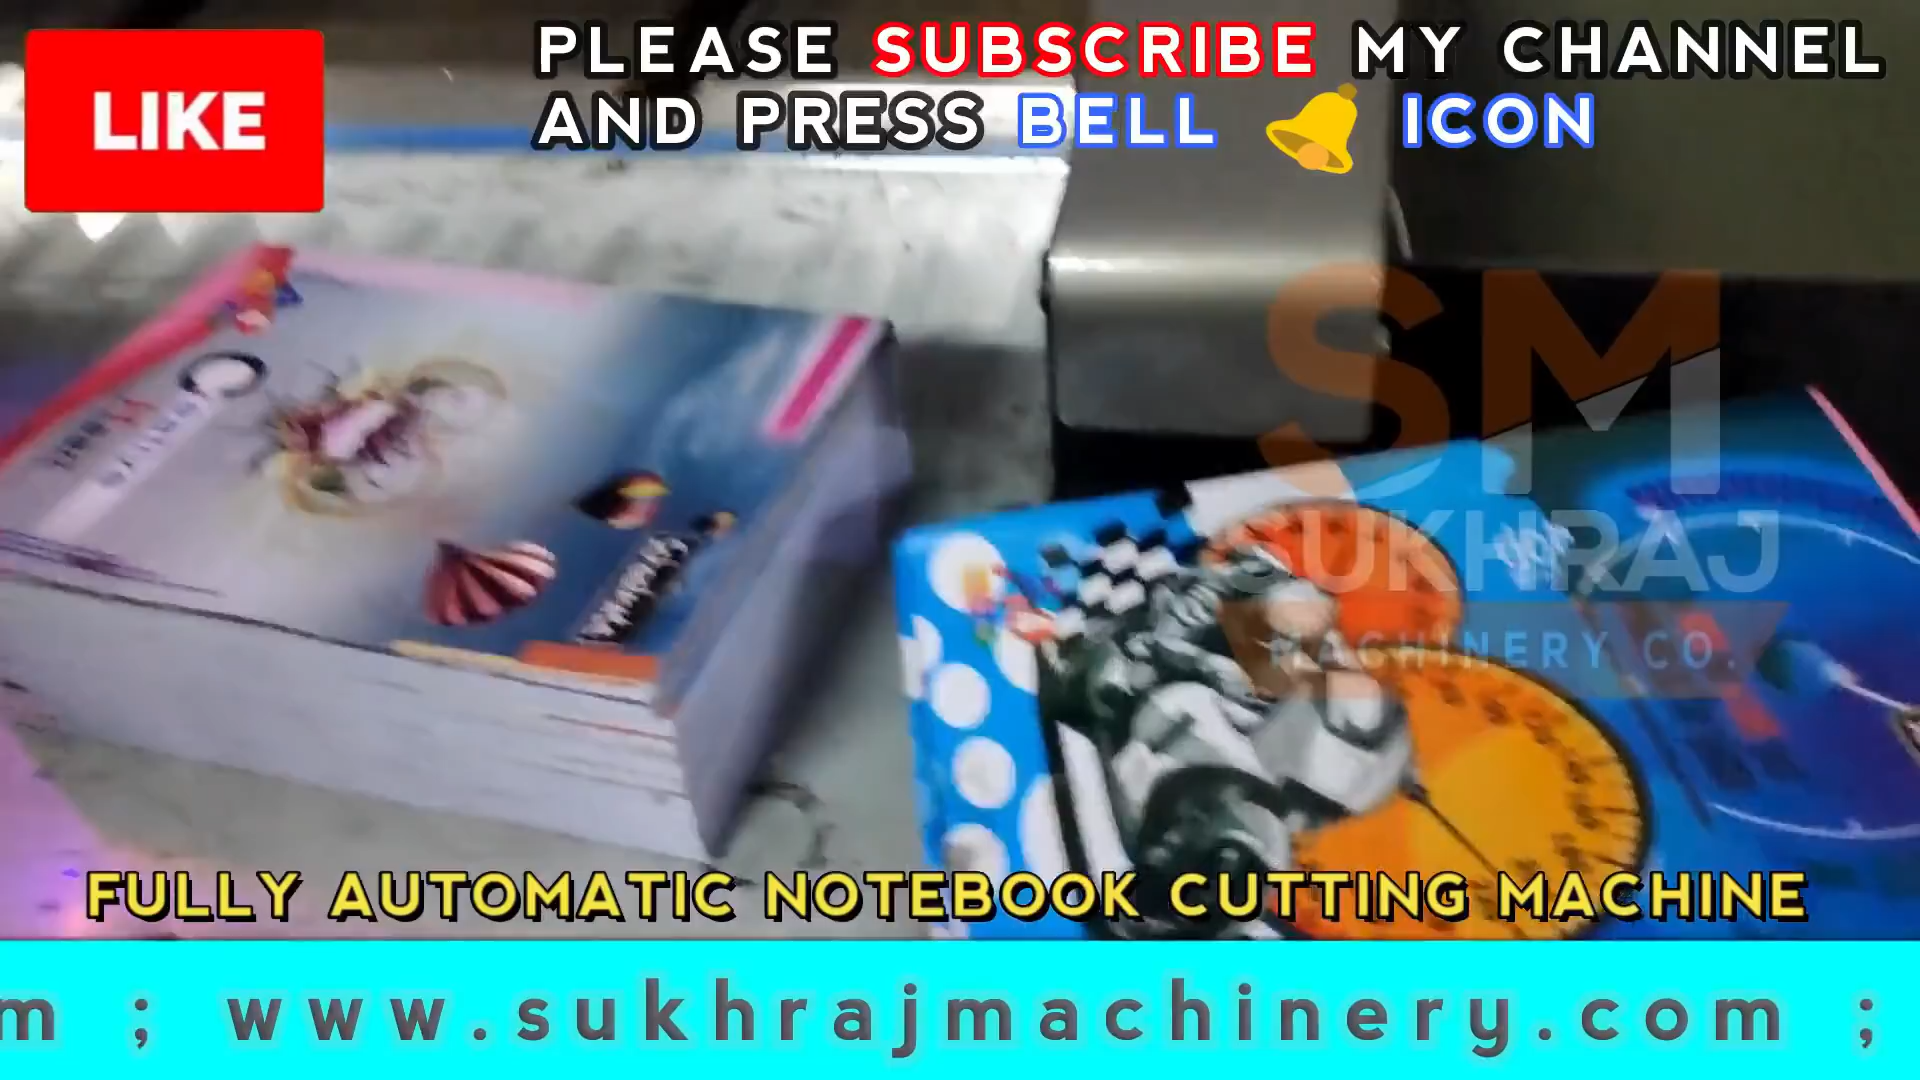 LIKE
PLEASE SUBSCRIBE MY CHANNEL
AND PRESS BELL 🔔 ICON
SM
SUKHRAJ
MACHINERY CO.
FULLY AUTOMATIC NOTEBOOK CUTTING MACHINE
m ; www.sukhrajmachinery.com ;